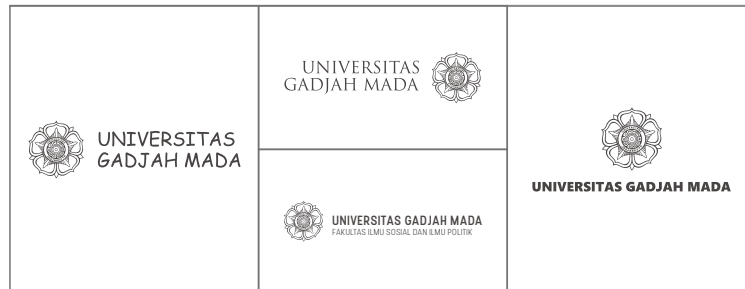 UNIVERSITAS
GADJAH MADA
UNIVERSITAS
GADJAH MADA
UNIVERSITAS GADJAH MADA
FAKULTAS ILMU SOSIAL DAN ILMU POLITIK
UNIVERSITAS GADJAH MADA